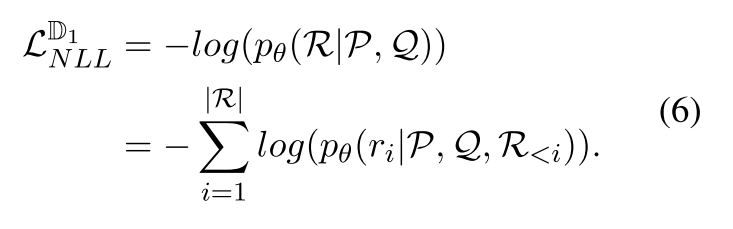 $\mathcal{L}_{NLL}^{\mathbb{D}_1} = -log(p_\theta(\mathcal{R}|\mathcal{P}, \mathcal{Q}))$
$= -\sum_{i=1}^{|\mathcal{R}|} log(p_\theta(r_i|\mathcal{P}, \mathcal{Q}, \mathcal{R}_{<i})).$ (6)